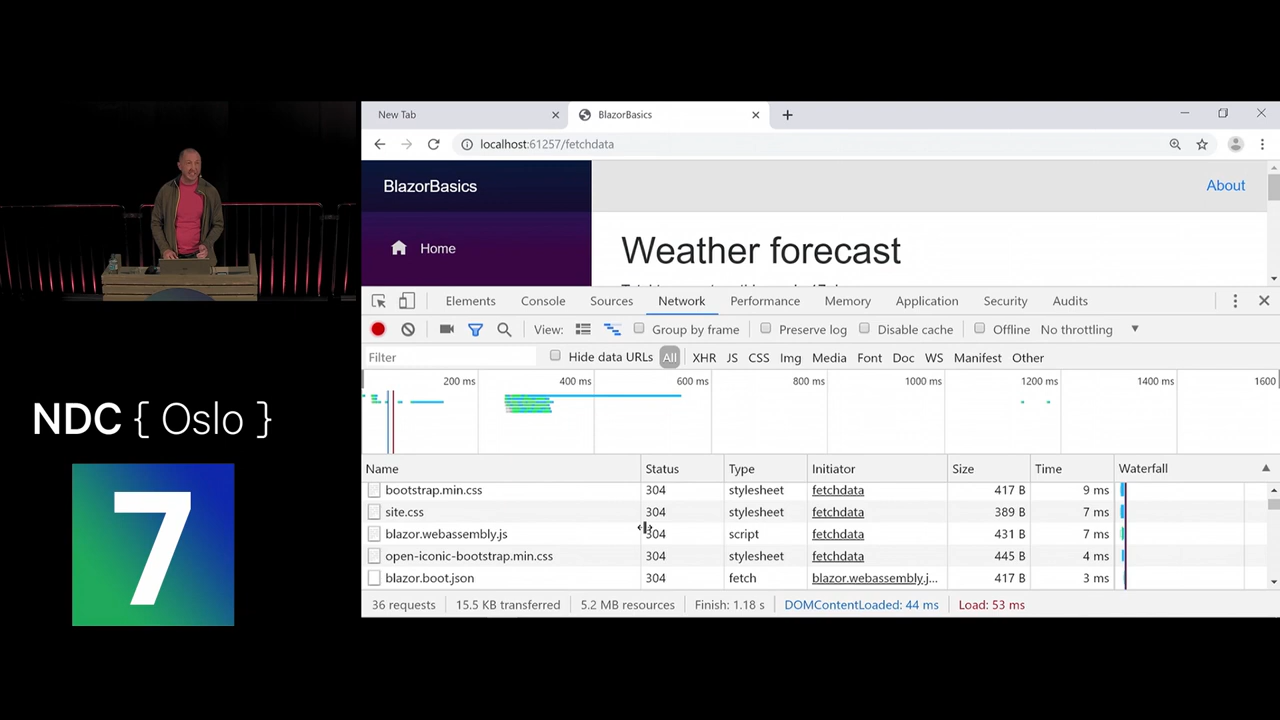 New Tab
BlazorBasics
localhost:61257/fetchdata
BlazorBasics
About
Home
Weather forecast
Elements Console Sources Network Performance Memory Application Security Audits
View: Group by frame Preserve log Disable cache Offline No throttling
Filter Hide data URLs All XHR JS CSS Img Media Font Doc WS Manifest Other
200 ms 400 ms 600 ms 800 ms 1000 ms 1200 ms 1400 ms 1600
Name Status Type Initiator Size Time Waterfall
bootstrap.min.css 304 stylesheet fetchdata 417 B 9 ms
site.css 304 stylesheet fetchdata 389 B 7 ms
blazor.webassembly.js 304 script fetchdata 431 B 7 ms
open-iconic-bootstrap.min.css 304 stylesheet fetchdata 445 B 4 ms
blazor.boot.json 304 fetch blazor.webassembly.j... 417 B 3 ms
36 requests 15.5 KB transferred 5.2 MB resources Finish: 1.18 s DOMContentLoaded: 44 ms Load: 53 ms
NDC { Oslo }
7